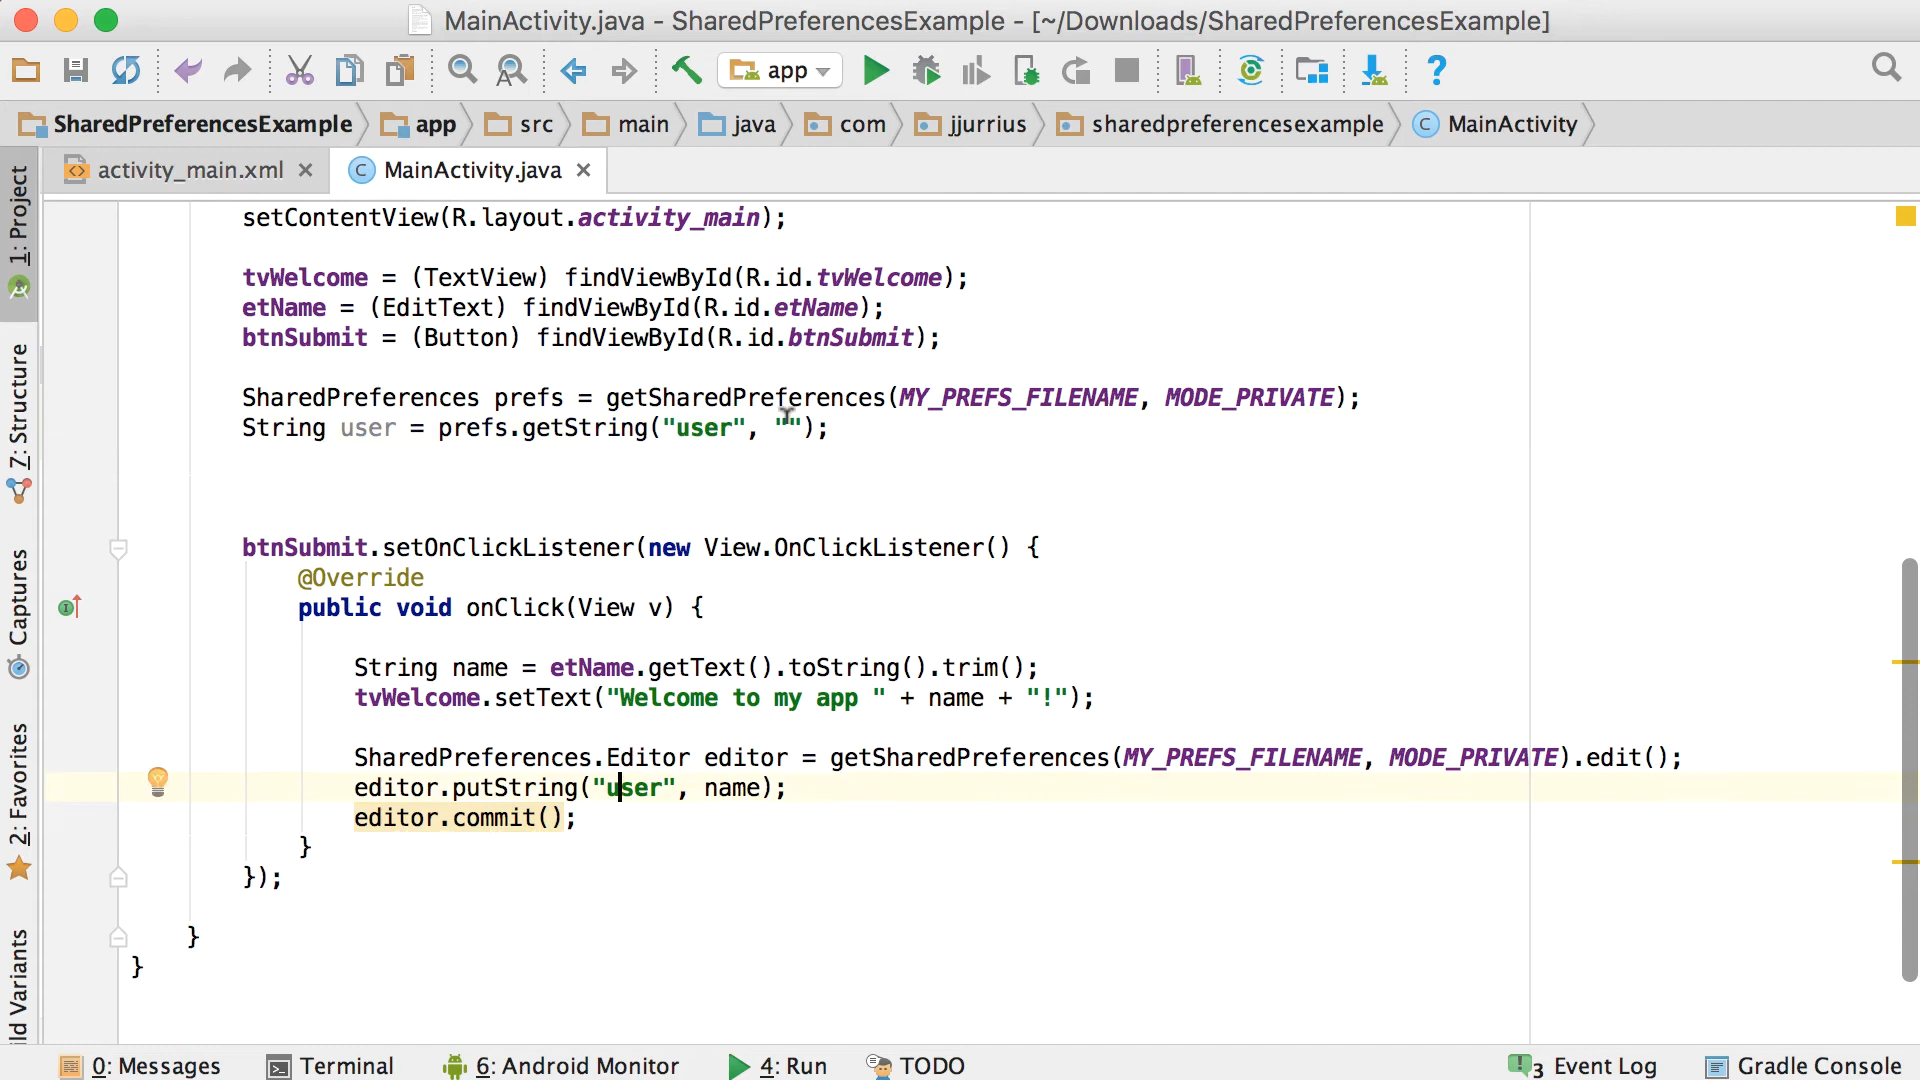 MainActivity.java - SharedPreferencesExample - [~/Downloads/SharedPreferencesExample]
app
SharedPreferencesExample app src main java com jjurrius sharedpreferencesexample C MainActivity
activity_main.xml C MainActivity.java
1: Project
7: Structure
Captures
2: Favorites
ld Variants
setContentView(R.layout.activity_main);
tvWelcome = (TextView) findViewById(R.id.tvWelcome);
etName = (EditText) findViewById(R.id.etName);
btnSubmit = (Button) findViewById(R.id.btnSubmit);
SharedPreferences prefs = getSharedPreferences(MY_PREFS_FILENAME, MODE_PRIVATE);
String user = prefs.getString("user", "");
btnSubmit.setOnClickListener(new View.OnClickListener() {
@Override
public void onClick(View v) {
String name = etName.getText().toString().trim();
tvWelcome.setText("Welcome to my app " + name + "!");
SharedPreferences.Editor editor = getSharedPreferences(MY_PREFS_FILENAME, MODE_PRIVATE).edit();
editor.putString("user", name);
editor.commit();
}
});
}
}
0: Messages Terminal 6: Android Monitor 4: Run TODO 3 Event Log Gradle Console